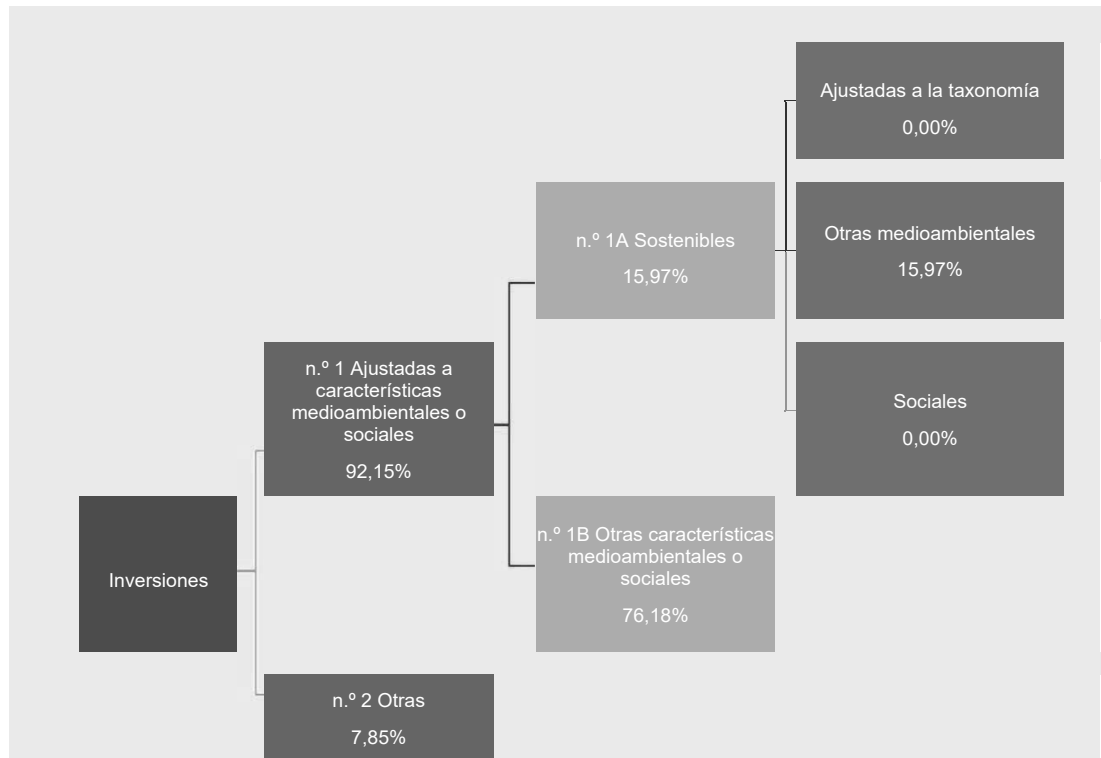 Inversiones
n.º 1 Ajustadas a
características
medioambientales o
sociales
92,15%
n.º 2 Otras
7,85%
n.º 1A Sostenibles
15,97%
n.º 1B Otras características
medioambientales o
sociales
76,18%
Ajustadas a la taxonomía
0,00%
Otras medioambientales
15,97%
Sociales
0,00%